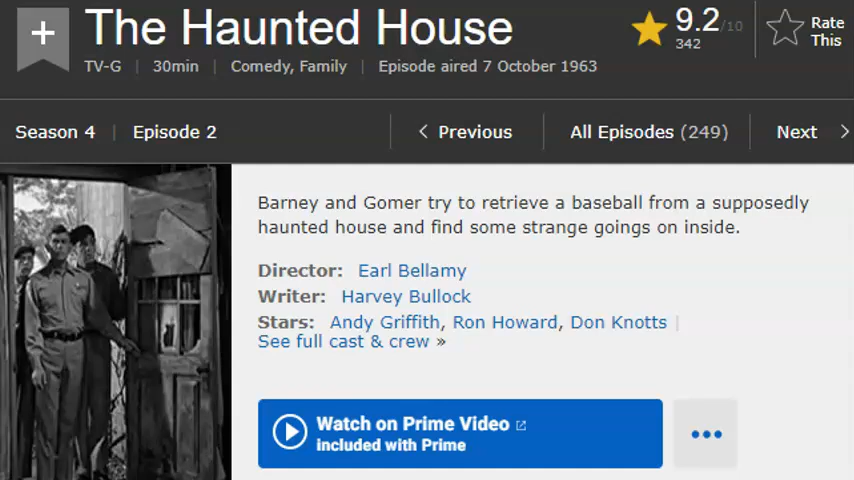 The Haunted House
9.2/10
342
Rate
This
TV-G | 30min | Comedy, Family | Episode aired 7 October 1963
Season 4 | Episode 2
Previous
All Episodes (249)
Next
Barney and Gomer try to retrieve a baseball from a supposedly
haunted house and find some strange goings on inside.
Director: Earl Bellamy
Writer: Harvey Bullock
Stars: Andy Griffith, Ron Howard, Don Knotts |
See full cast & crew »
Watch on Prime Video
included with Prime